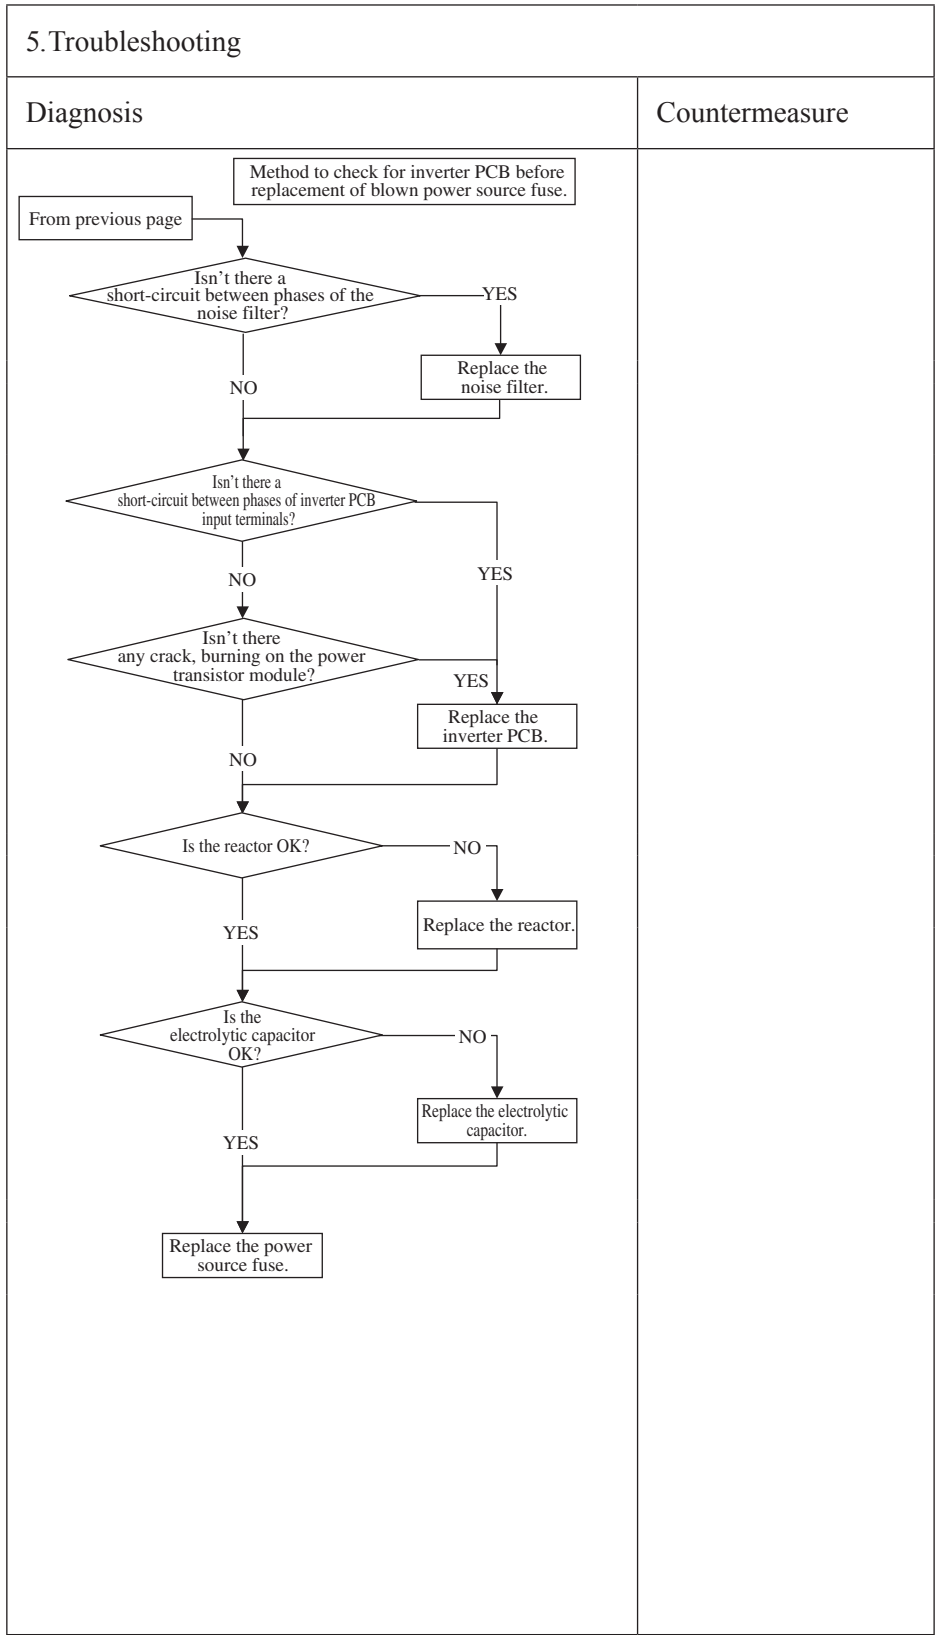 5.Troubleshooting
Diagnosis
Countermeasure
Method to check for inverter PCB before
replacement of blown power source fuse.
From previous page
Isn't there a
short-circuit between phases of the
noise filter?
YES
Replace the
noise filter.
NO
Isn't there a
short-circuit between phases of inverter PCB
input terminals?
YES
NO
Isn't there
any crack, burning on the power
transistor module?
YES
Replace the
inverter PCB.
NO
Is the reactor OK?
NO
Replace the reactor.
YES
Is the
electrolytic capacitor
OK?
NO
Replace the electrolytic
capacitor.
YES
Replace the power
source fuse.